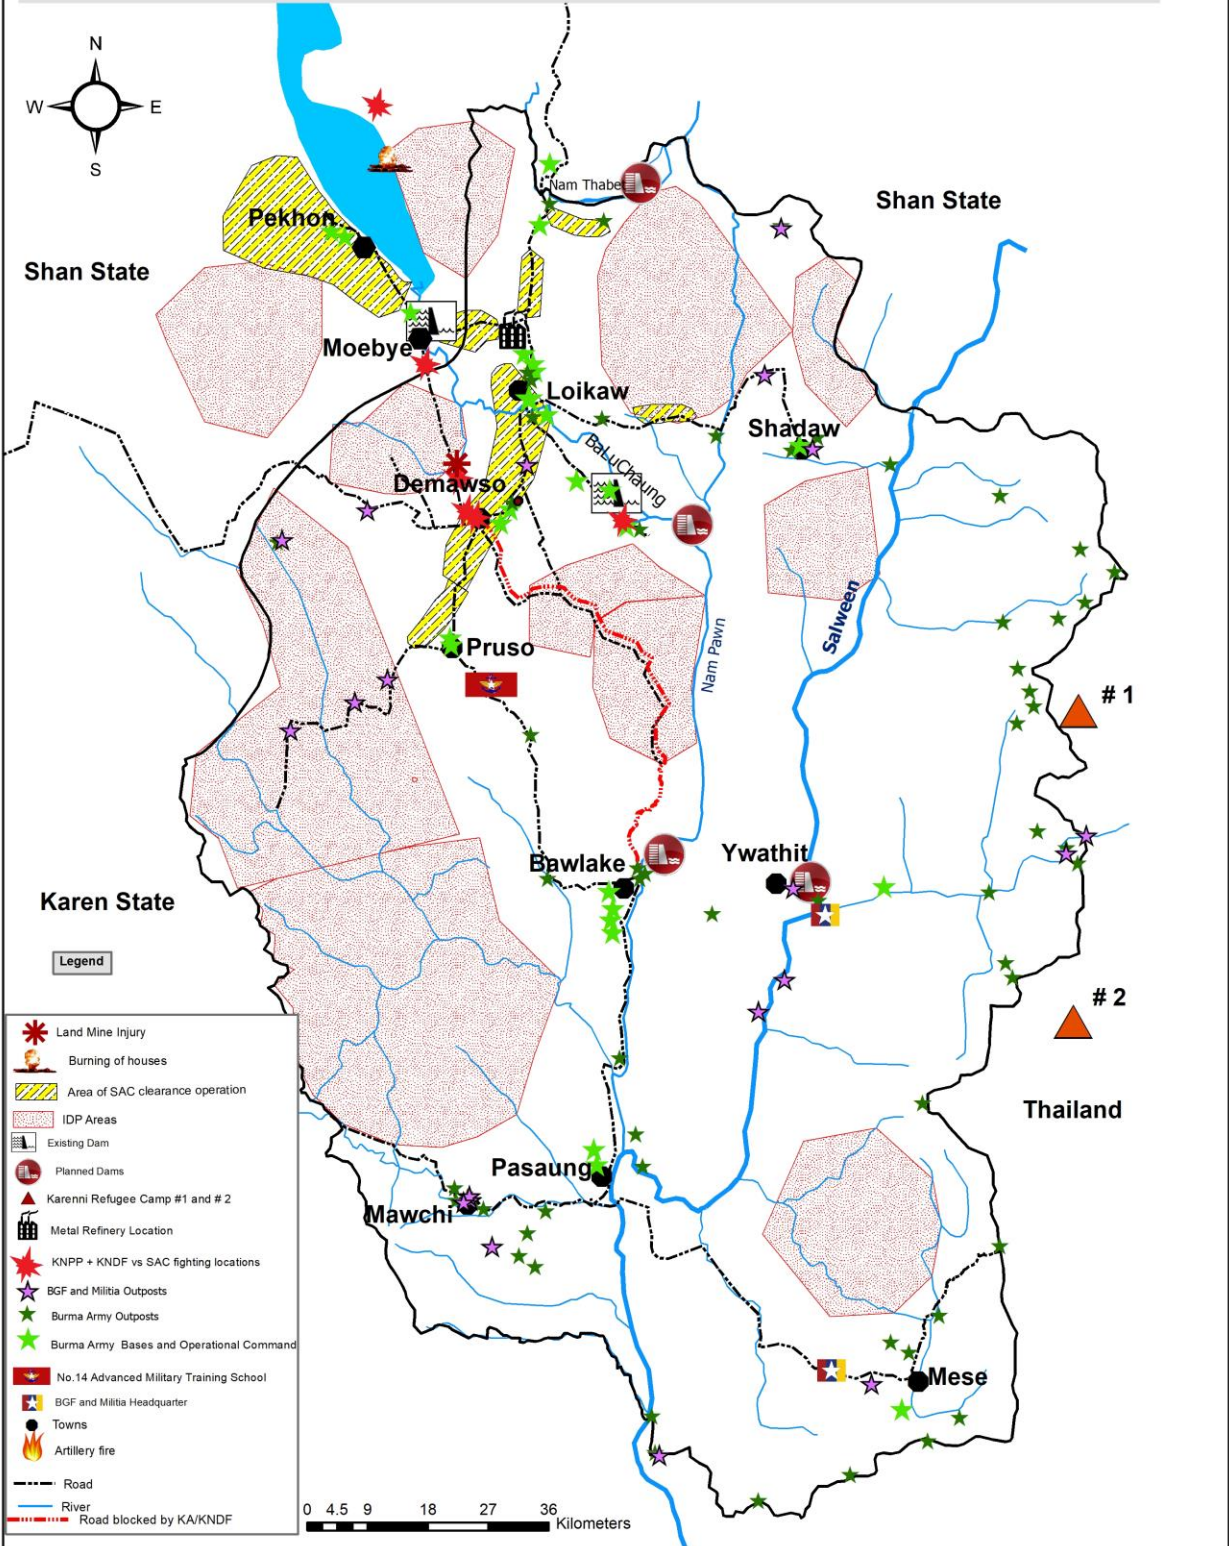 N
W
E
S
Nam Thabe
Shan State
Pekhon
Shan State
Moebye
Loikaw
Shadaw
BaLuChaung
Demawso
Salween
Pruso
Nam Pawn
# 1
Bawlake
Ywathit
Karen State
Legend
# 2
Land Mine Injury
Burning of houses
Area of SAC clearance operation
IDP Areas
Existing Dam
Planned Dams
Karenni Refugee Camp #1 and # 2
Metal Refinery Location
KNPP + KNDF vs SAC fighting locations
BGF and Militia Outposts
Burma Army Outposts
Burma Army Bases and Operational Command
No.14 Advanced Military Training School
BGF and Militia Headquarter
Towns
Artillery fire
Road
River
Road blocked by KA/KNDF
Thailand
Pasaung
Mawchi
Mese
0 4.5 9 18 27 36
Kilometers